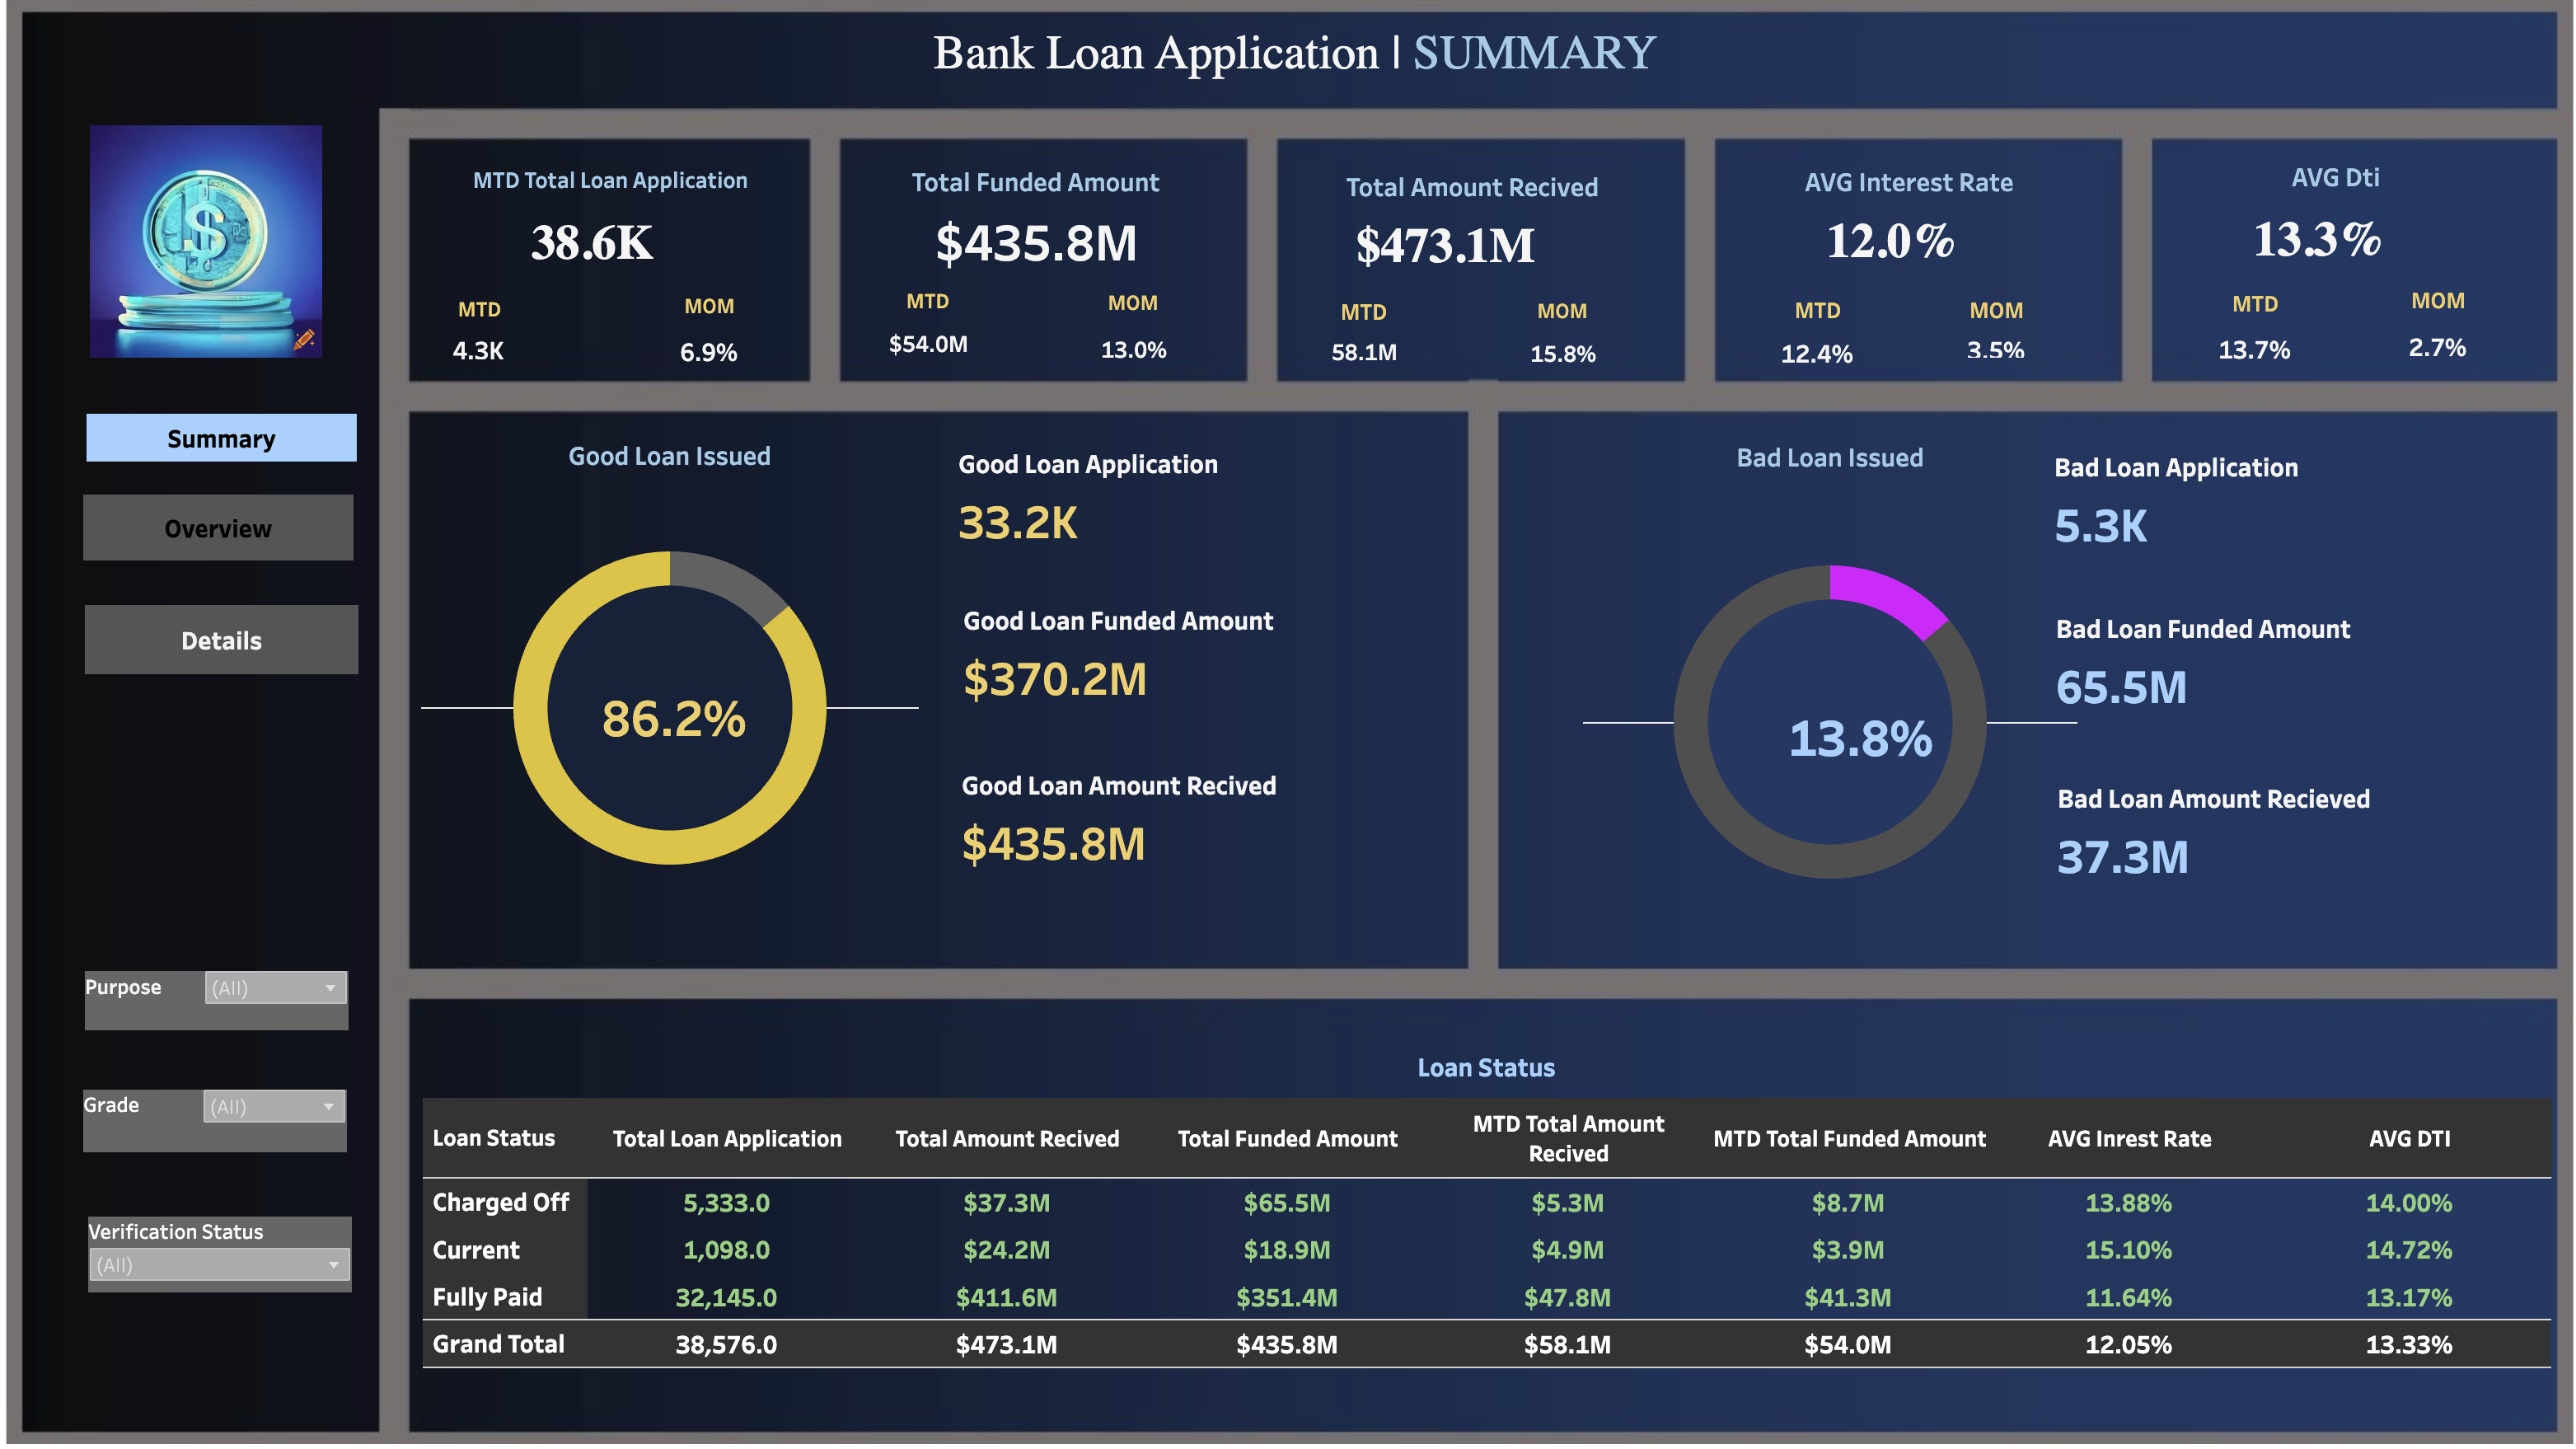 Bank Loan Application | SUMMARY
MTD Total Loan Application
38.6K
MTD MOM
4.3K 6.9%
Total Funded Amount
$435.8M
MTD MOM
$54.0M 13.0%
Total Amount Recived
$473.1M
MTD MOM
58.1M 15.8%
AVG Interest Rate
12.0%
MTD MOM
12.4% 3.5%
AVG Dti
13.3%
MTD MOM
13.7% 2.7%
Summary
Overview
Details
Purpose (All)
Grade (All)
Verification Status
(All)
Good Loan Issued
86.2%
Good Loan Application
33.2K
Good Loan Funded Amount
$370.2M
Good Loan Amount Recived
$435.8M
Bad Loan Issued
13.8%
Bad Loan Application
5.3K
Bad Loan Funded Amount
65.5M
Bad Loan Amount Recieved
37.3M
Loan Status
Loan Status Total Loan Application Total Amount Recived Total Funded Amount MTD Total Amount Recived MTD Total Funded Amount AVG Inrest Rate AVG DTI
Charged Off 5,333.0 $37.3M $65.5M $5.3M $8.7M 13.88% 14.00%
Current 1,098.0 $24.2M $18.9M $4.9M $3.9M 15.10% 14.72%
Fully Paid 32,145.0 $411.6M $351.4M $47.8M $41.3M 11.64% 13.17%
Grand Total 38,576.0 $473.1M $435.8M $58.1M $54.0M 12.05% 13.33%